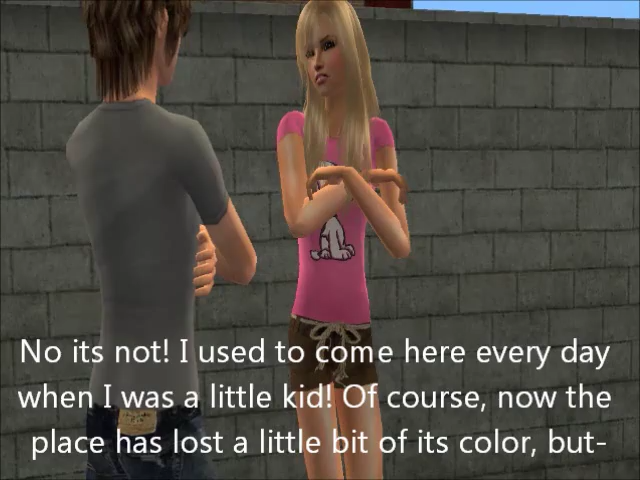 No its not! I used to come here every day
when I was a little kid! Of course, now the
place has lost a little bit of its color, but-